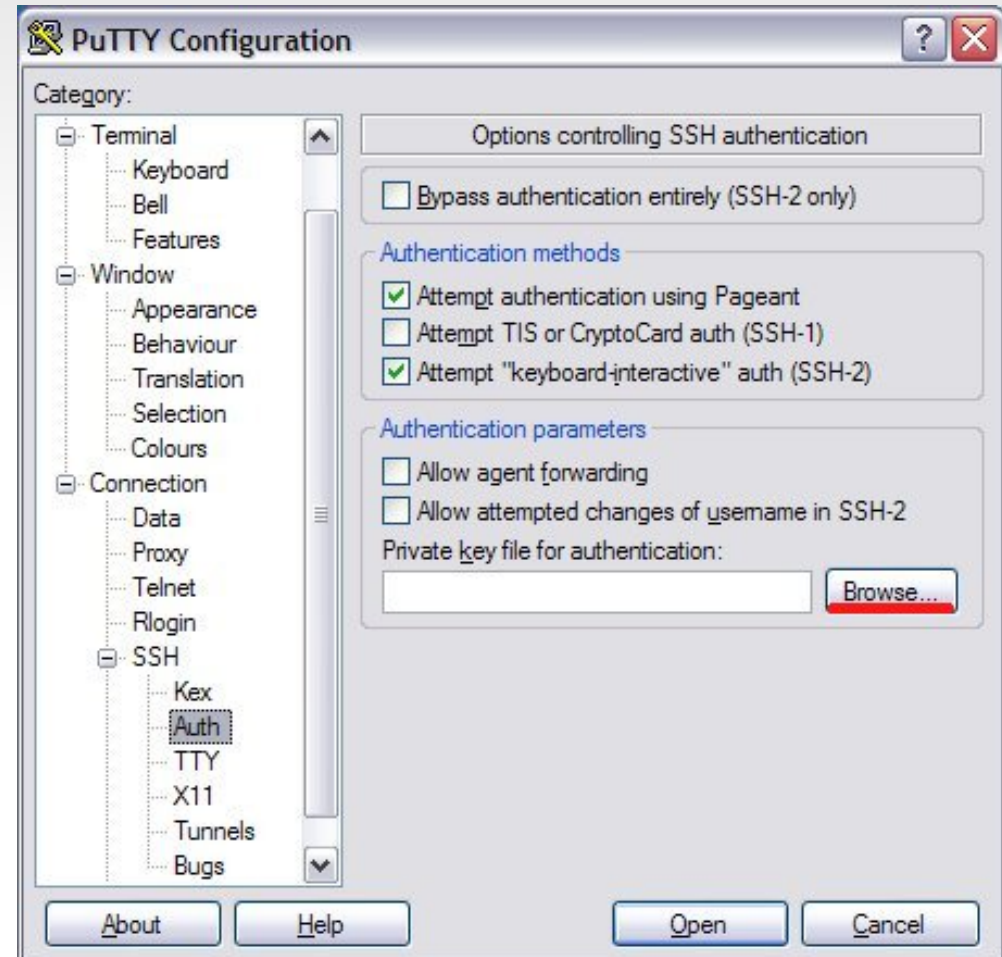 PuTTY Configuration
?
Category:
Terminal
Keyboard
Bell
Features
Window
Appearance
Behaviour
Translation
Selection
Colours
Connection
Data
Proxy
Telnet
Rlogin
SSH
Kex
Auth
TTY
X11
Tunnels
Bugs
Options controlling SSH authentication
Bypass authentication entirely (SSH-2 only)
Authentication methods
Attempt authentication using Pageant
Attempt TIS or CryptoCard auth (SSH-1)
Attempt "keyboard-interactive" auth (SSH-2)
Authentication parameters
Allow agent forwarding
Allow attempted changes of username in SSH-2
Private key file for authentication:
Browse...
About
Help
Open
Cancel